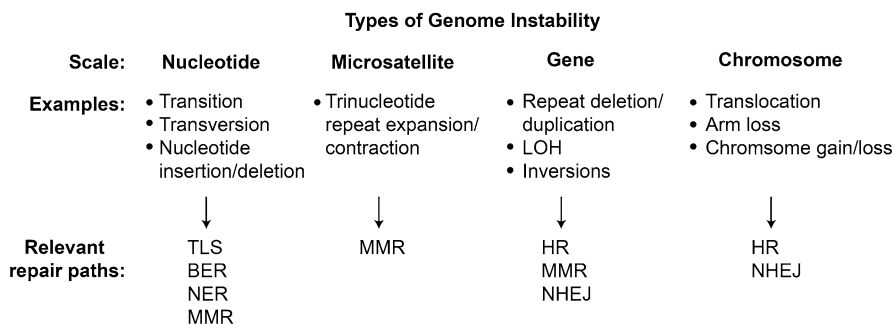 Types of Genome Instability
Scale: Nucleotide Microsatellite Gene Chromosome
Examples: • Transition • Trinucleotide • Repeat deletion/ • Translocation
• Transversion repeat expansion/ duplication • Arm loss
• Nucleotide contraction • LOH • Chromsome gain/loss
insertion/deletion • Inversions
Relevant TLS MMR HR HR
repair paths: BER MMR NHEJ
NER NHEJ
MMR